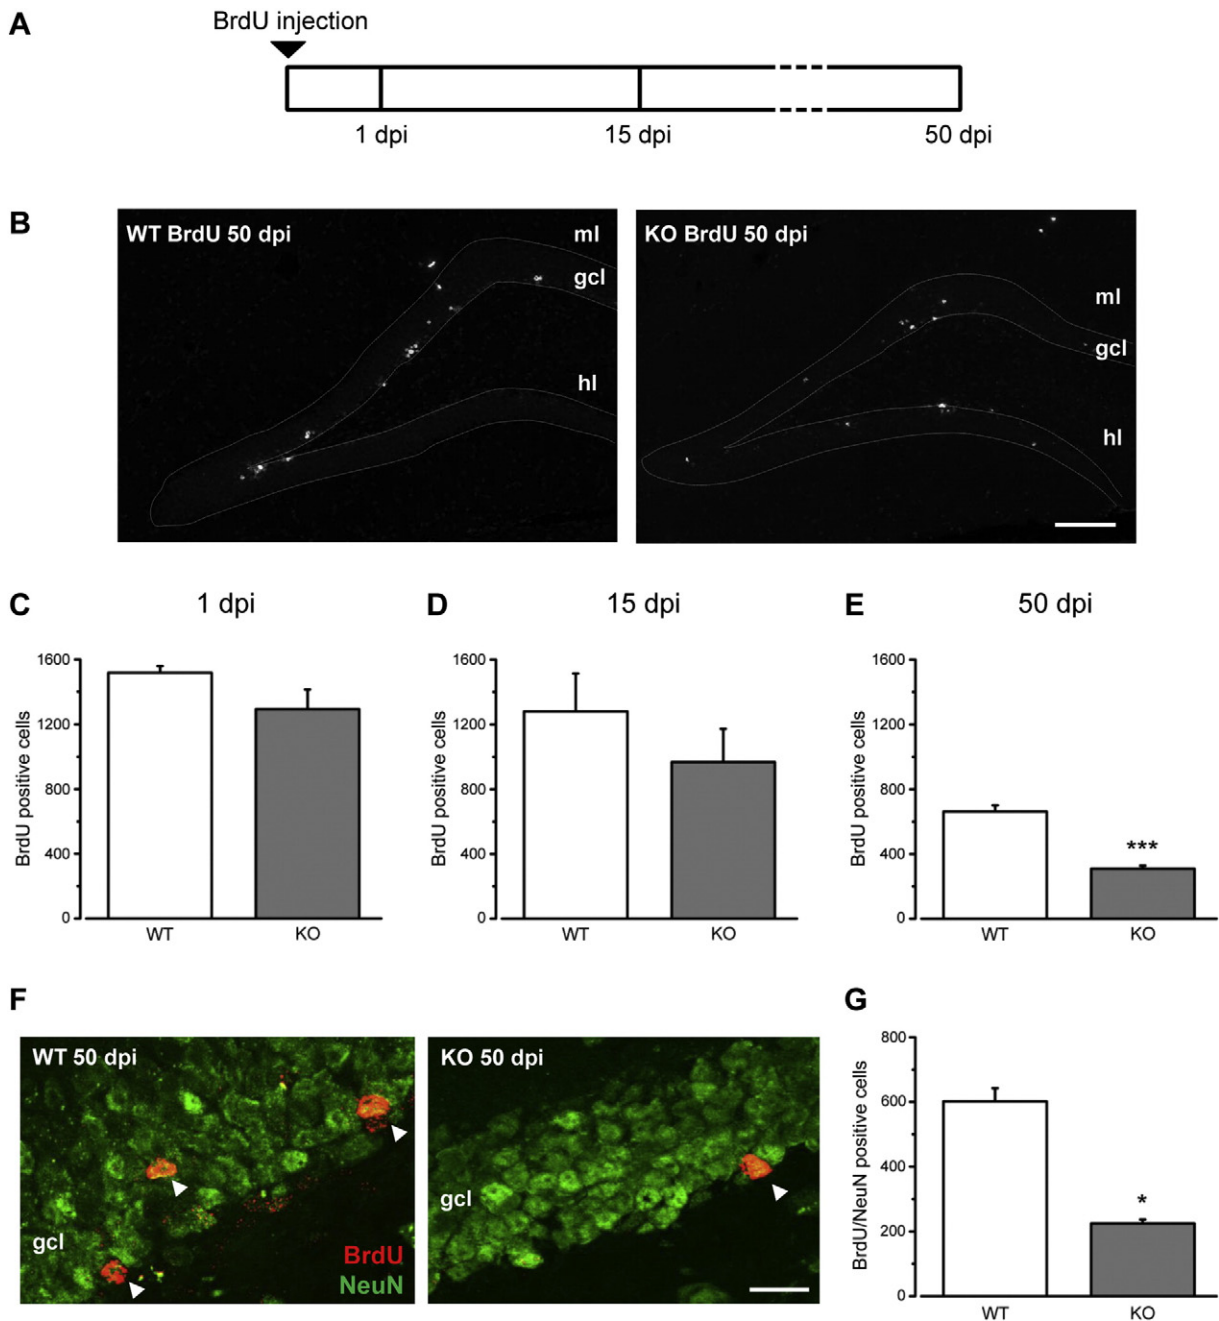 A
BrdU injection
1 dpi
15 dpi
50 dpi
B
WT BrdU 50 dpi
ml
gcl
hl
KO BrdU 50 dpi
ml
gcl
hl
C
1 dpi
BrdU positive cells
1600
1200
800
400
0
WT
KO
D
15 dpi
BrdU positive cells
1600
1200
800
400
0
WT
KO
E
50 dpi
BrdU positive cells
1600
1200
800
400
0
***
WT
KO
F
WT 50 dpi
gcl
BrdU
NeuN
KO 50 dpi
gcl
G
BrdU/NeuN positive cells
800
600
400
200
0
*
WT
KO